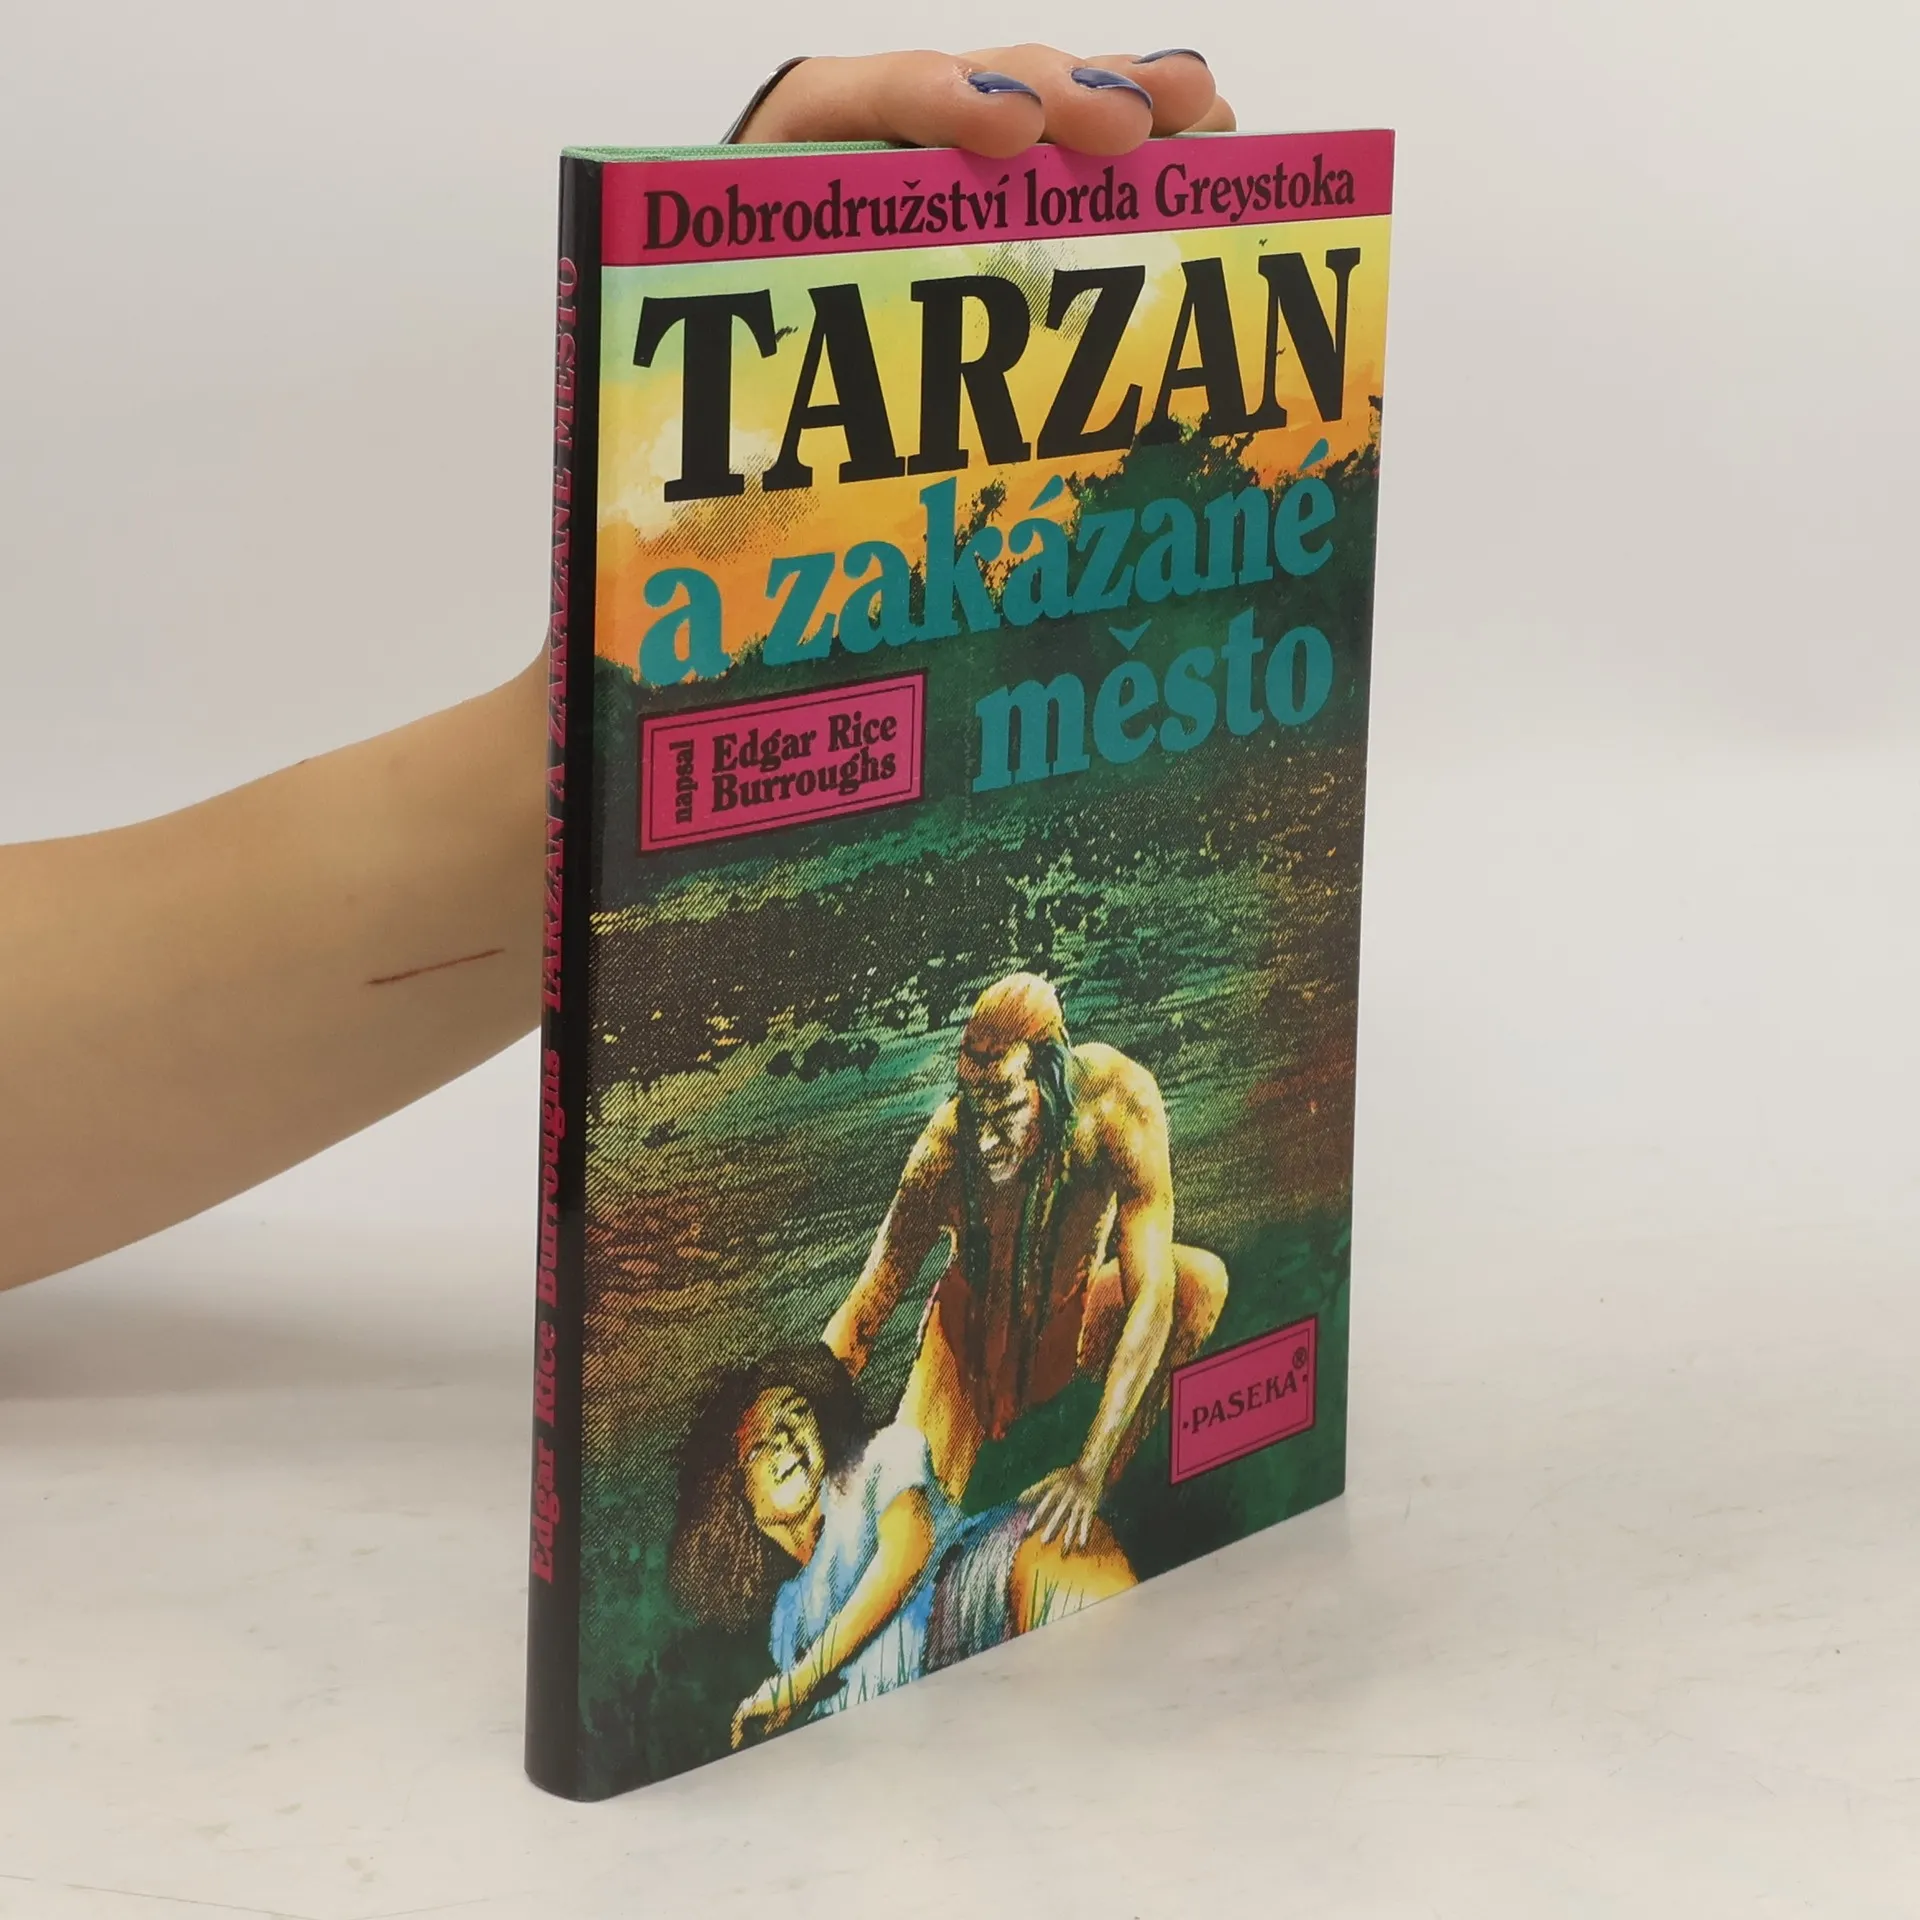 Dobrodružství lorda Greystoka
TARZAN
a zakázané
město
napsal
Edgar Rice
Burroughs
·PASEKA·®
Edgar Rice Burroughs TARZAN A ZAKÁZANÉ MĚSTO